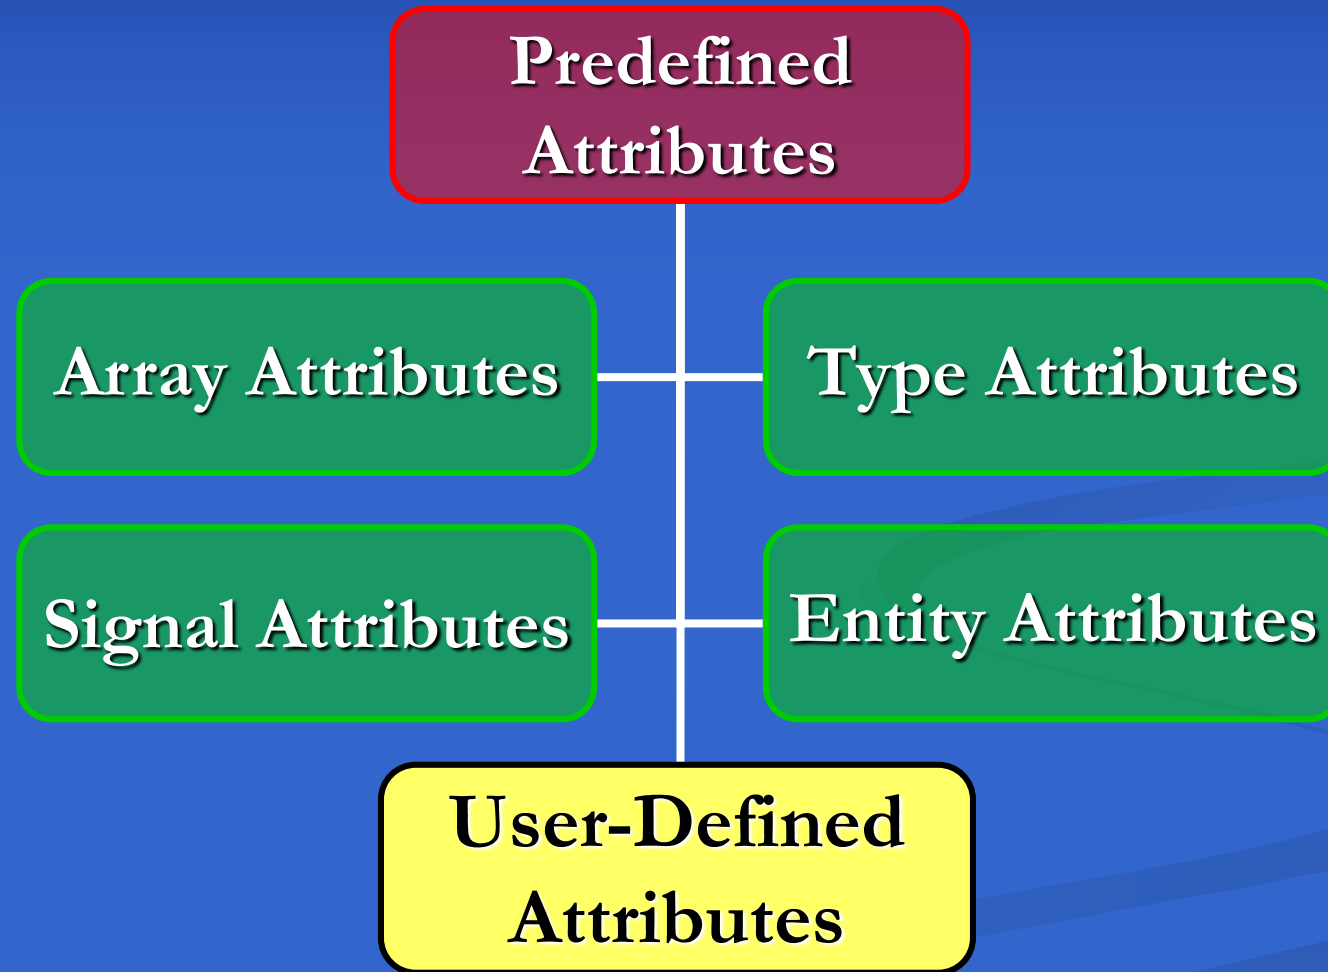 Predefined
Attributes
Array Attributes
Type Attributes
Signal Attributes
Entity Attributes
User-Defined
Attributes